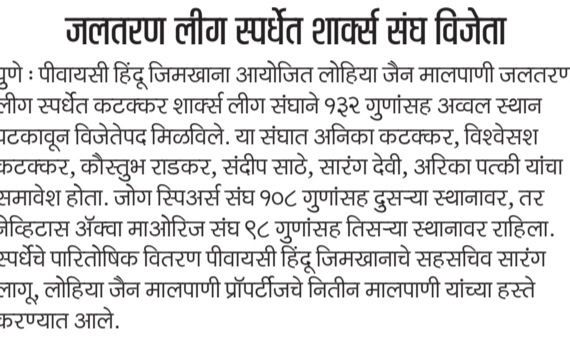 जलतरण लीग स्पर्धेत शार्क्स संघ विजेता
पुणे : पीवायसी हिंदू जिमखाना आयोजित लोहिया जैन मालपाणी जलतरण
लीग स्पर्धेत कटक्कर शार्क्स लीग संघाने १३२ गुणांसह अव्वल स्थान
पटकावून विजेतेपद मिळविले. या संघात अनिका कटक्कर, विश्वेसश
कटक्कर, कौस्तुभ राडकर, संदीप साठे, सारंग देवी, अरिका पत्की यांचा
समावेश होता. जोग स्पिअर्स संघ १०८ गुणांसह दुसऱ्या स्थानावर, तर
नेव्हिटास ॲक्वा माओरिज संघ ९८ गुणांसह तिसऱ्या स्थानावर राहिला.
स्पर्धेचे पारितोषिक वितरण पीवायसी हिंदू जिमखानाचे सहसचिव सारंग
लागू, लोहिया जैन मालपाणी प्रॉपर्टीजचे नितीन मालपाणी यांच्या हस्ते
करण्यात आले.